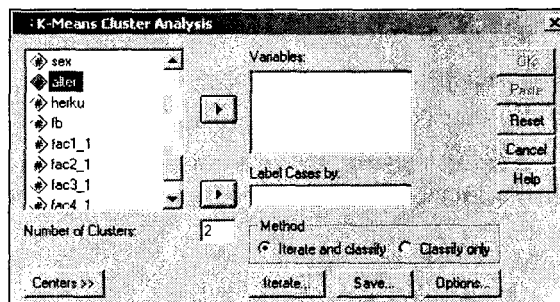 K-Means Cluster Analysis
sex
alter
herku
fb
fac1_1
fac2_1
fac3_1
fac4_1
Variables:
Label Cases by:
OK
Paste
Reset
Cancel
Help
Number of Clusters:
2
Method
Iterate and classify
Classify only
Centers >>
Iterate...
Save...
Options...